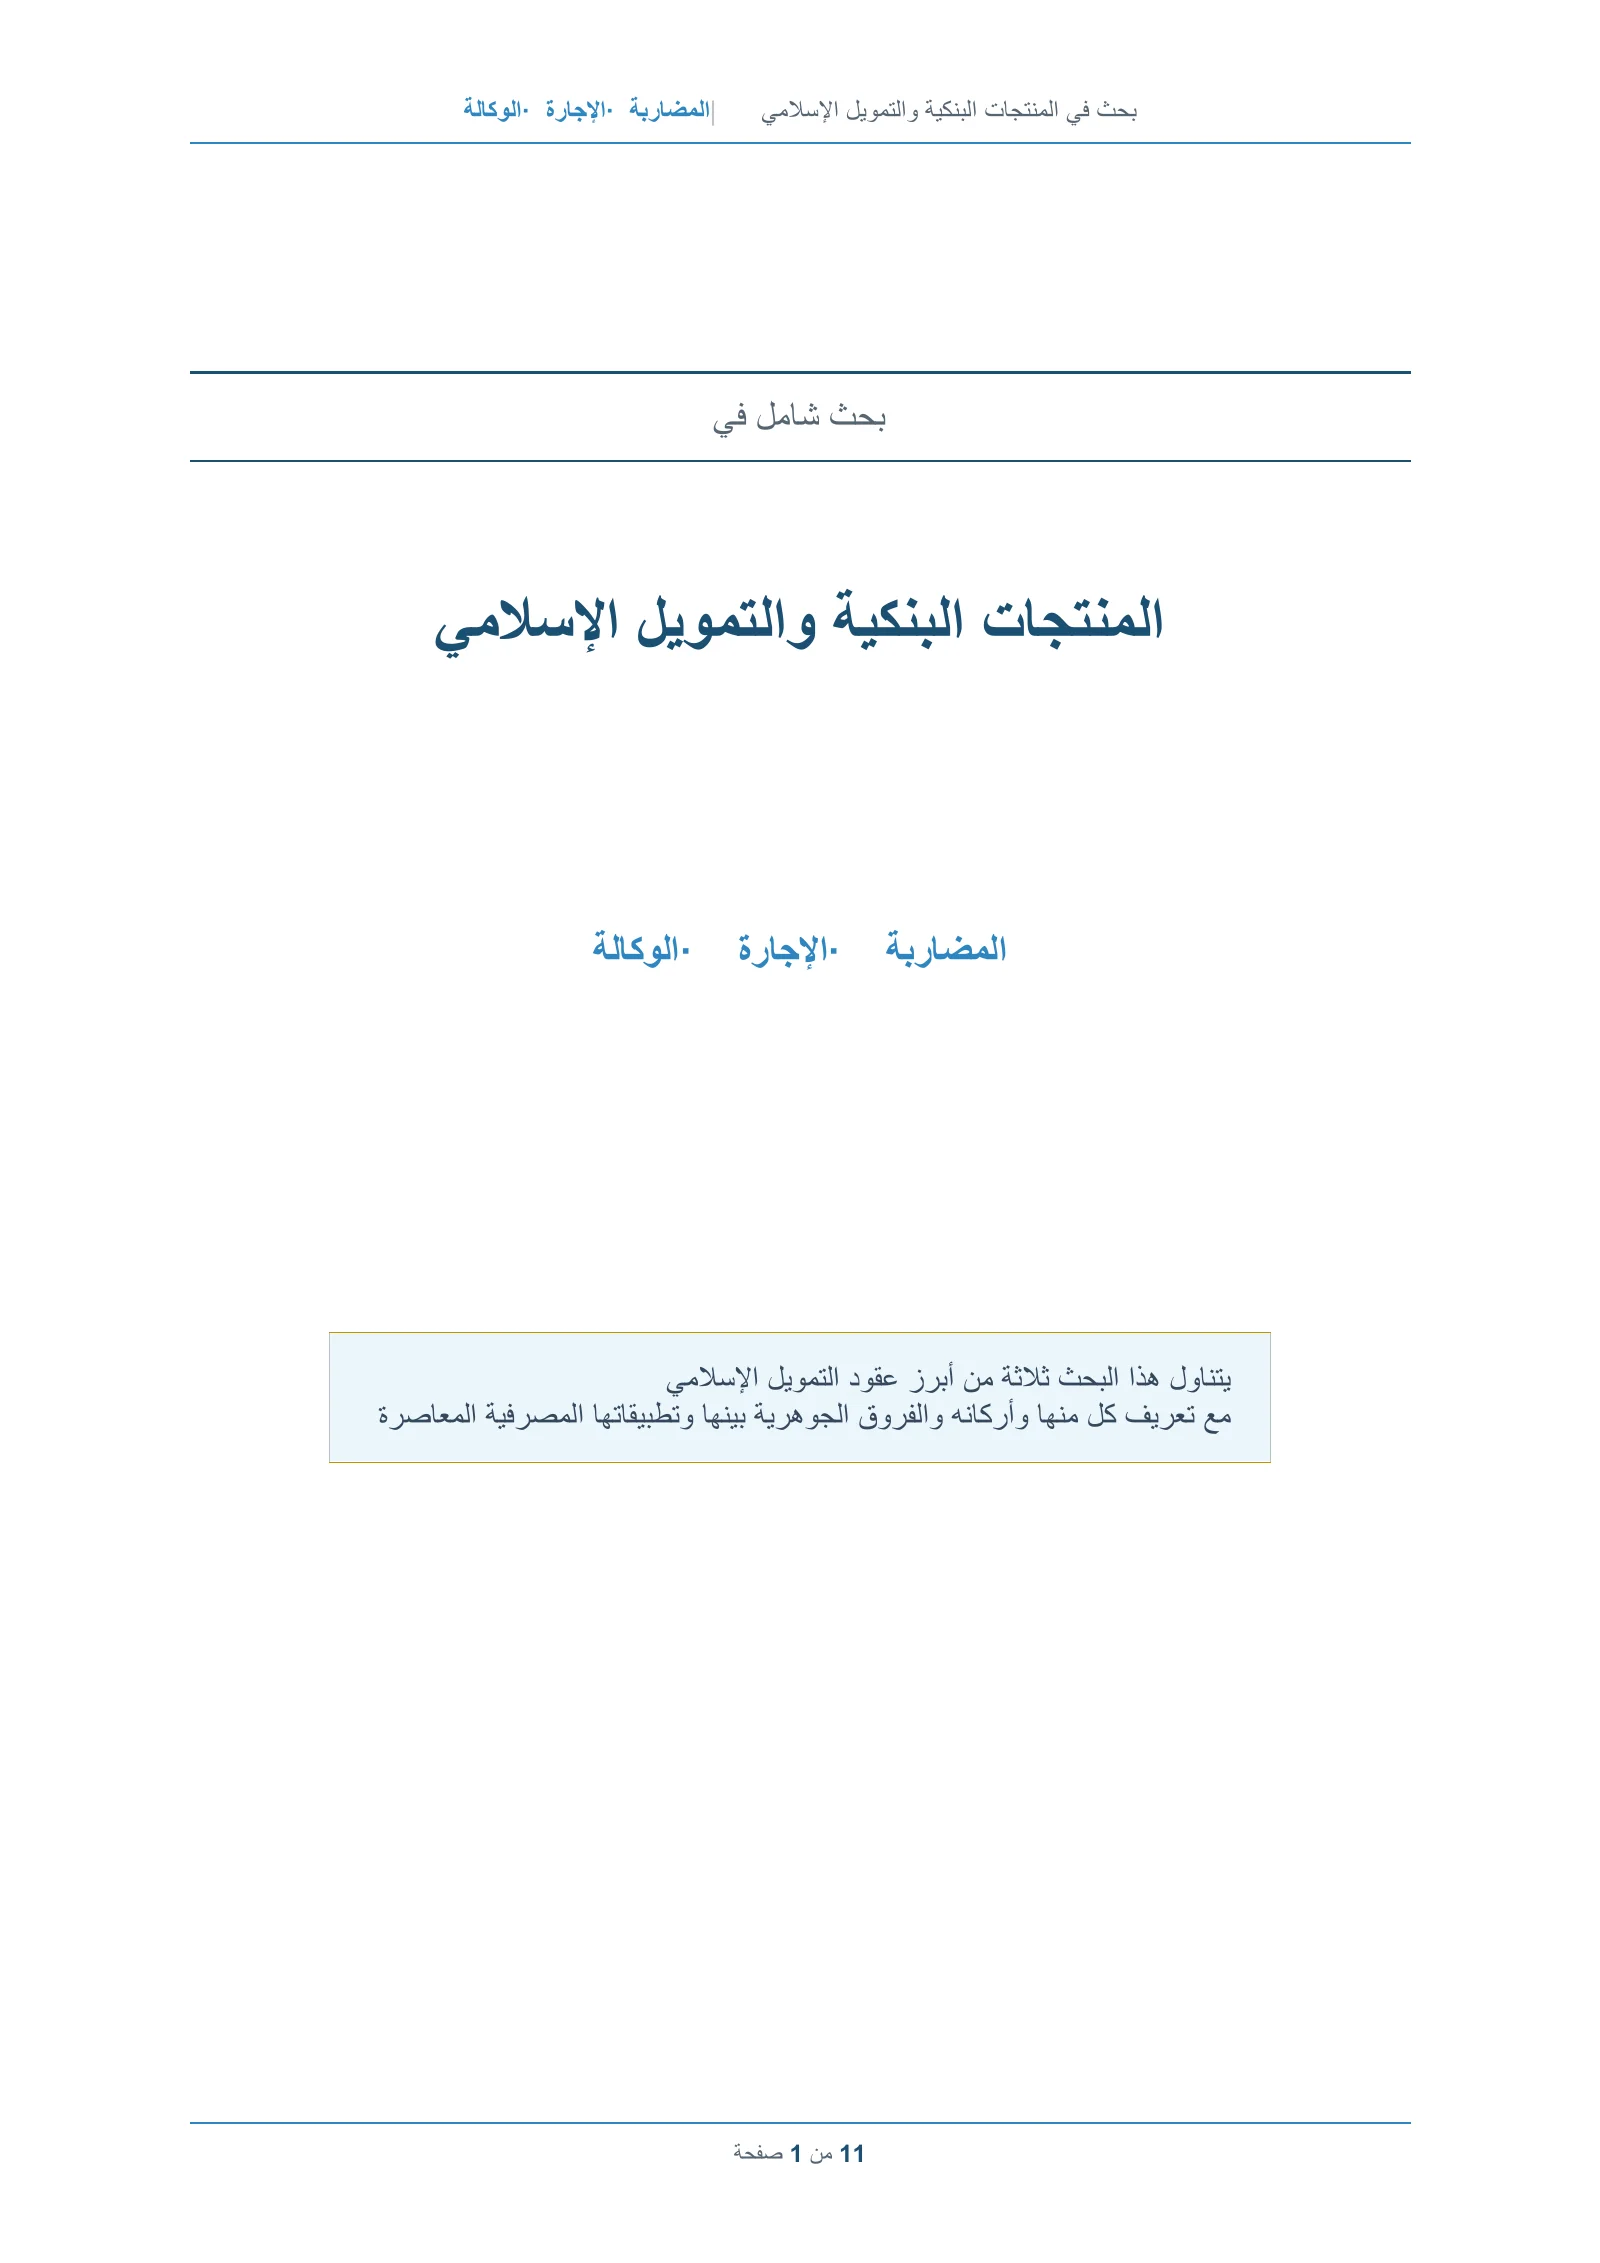 بحث في المنتجات البنكية والتمويل الإسلامي | المضاربة · الإجارة · الوكالة
بحث شامل في
المنتجات البنكية والتمويل الإسلامي
المضاربة · الإجارة · الوكالة
يتناول هذا البحث ثلاثة من أبرز عقود التمويل الإسلامي
مع تعريف كل منها وأركانه والفروق الجوهرية بينها وتطبيقاتها المصرفية المعاصرة
صفحة 1 من 11